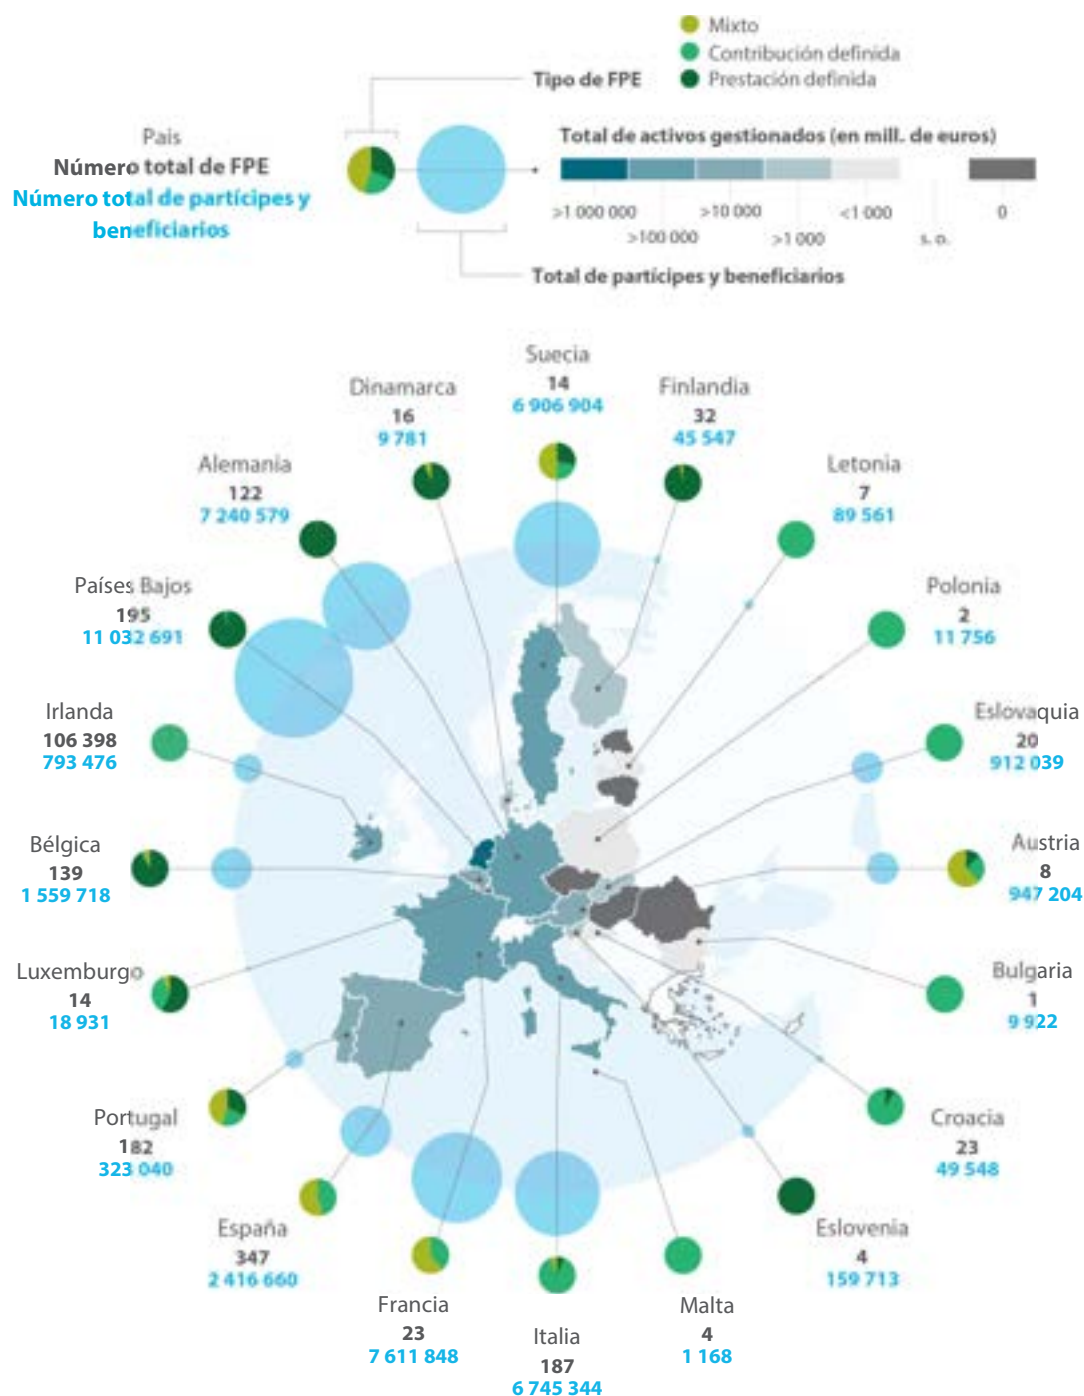 Mixto
Contribución definida
Prestación definida
Tipo de FPE
País
Número total de FPE
Número total de partícipes y
beneficiarios
Total de activos gestionados (en mill. de euros)
>1 000 000
>100 000
>10 000
>1 000
<1 000
s. o.
0
Total de partícipes y beneficiarios
Suecia
14
6 906 904
Dinamarca
16
9 781
Finlandia
32
45 547
Alemania
122
7 240 579
Letonia
7
89 561
Países Bajos
195
11 032 691
Polonia
2
11 756
Irlanda
106 398
793 476
Eslovaquia
20
912 039
Bélgica
139
1 559 718
Austria
8
947 204
Luxemburgo
14
18 931
Bulgaria
1
9 922
Portugal
182
323 040
Croacia
23
49 548
España
347
2 416 660
Eslovenia
4
159 713
Francia
23
7 611 848
Italia
187
6 745 344
Malta
4
1 168